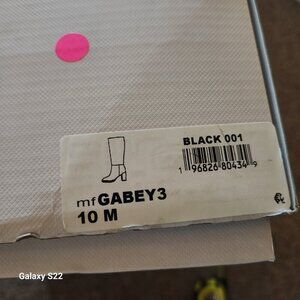 BLACK 001
1 96826 80434 9
mfGABEY3
10 M
Galaxy S22